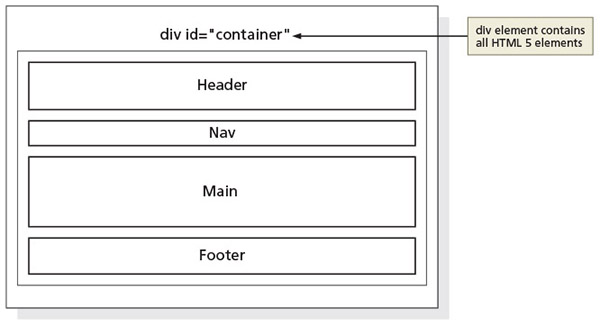 div id="container"
div element contains
all HTML 5 elements
Header
Nav
Main
Footer